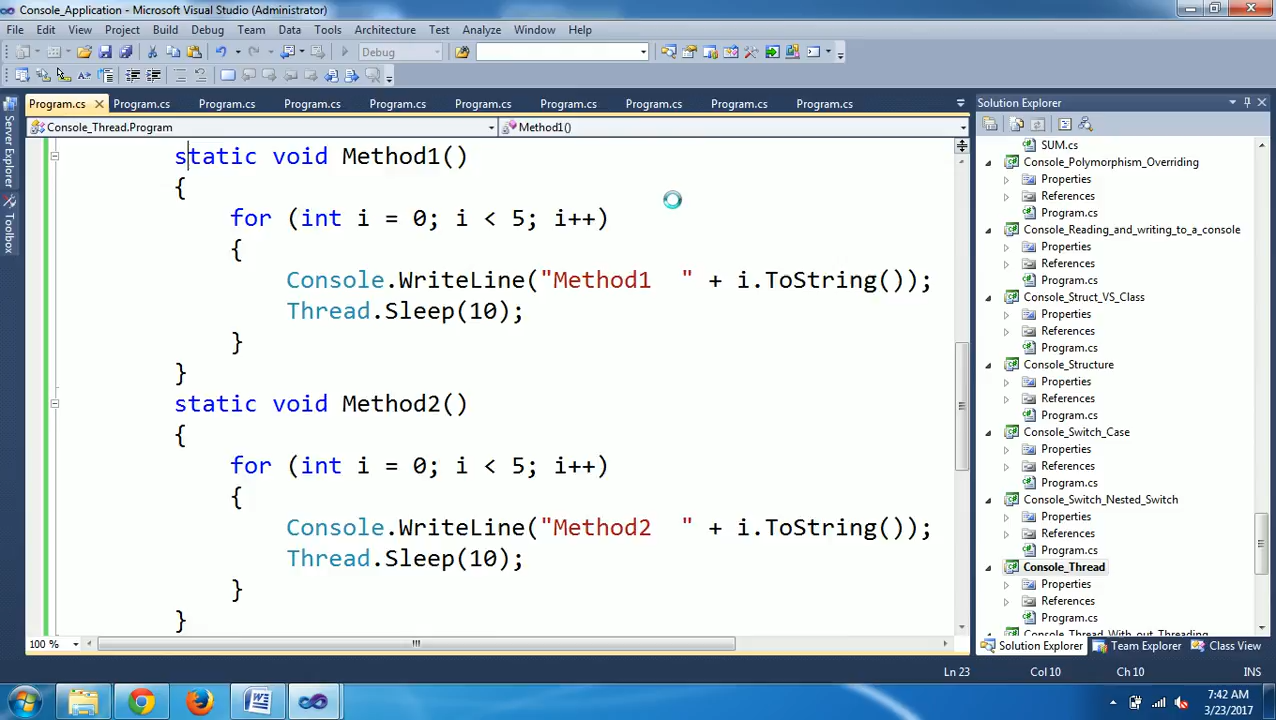 Console_Application - Microsoft Visual Studio (Administrator)
File Edit View Project Build Debug Team Data Tools Architecture Test Analyze Window Help
Debug
Program.cs Program.cs Program.cs Program.cs Program.cs Program.cs Program.cs Program.cs Program.cs Program.cs
Console_Thread.Program Method1()
Server Explorer
Toolbox
static void Method1()
{
for (int i = 0; i < 5; i++)
{
Console.WriteLine("Method1  " + i.ToString());
Thread.Sleep(10);
}
}
static void Method2()
{
for (int i = 0; i < 5; i++)
{
Console.WriteLine("Method2  " + i.ToString());
Thread.Sleep(10);
}
}
100 %
Solution Explorer
SUM.cs
Console_Polymorphism_Overriding
Properties
References
Program.cs
Console_Reading_and_writing_to_a_console
Properties
References
Program.cs
Console_Struct_VS_Class
Properties
References
Program.cs
Console_Structure
Properties
References
Program.cs
Console_Switch_Case
Properties
References
Program.cs
Console_Switch_Nested_Switch
Properties
References
Program.cs
Console_Thread
Properties
References
Program.cs
Console_Thread_With_out_Threading
Solution Explorer Team Explorer Class View
Ln 23 Col 10 Ch 10 INS
7:42 AM
3/23/2017